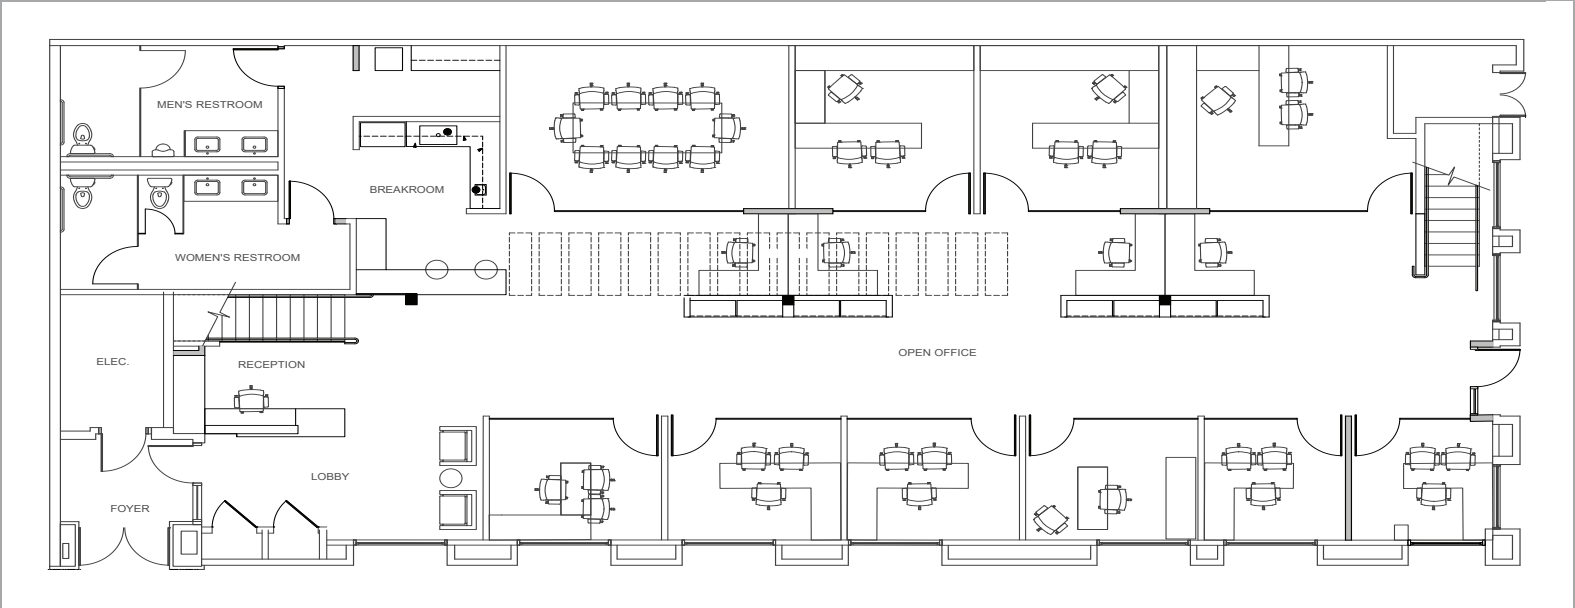 MEN'S RESTROOM
BREAKROOM
WOMEN'S RESTROOM
ELEC.
RECEPTION
OPEN OFFICE
LOBBY
FOYER